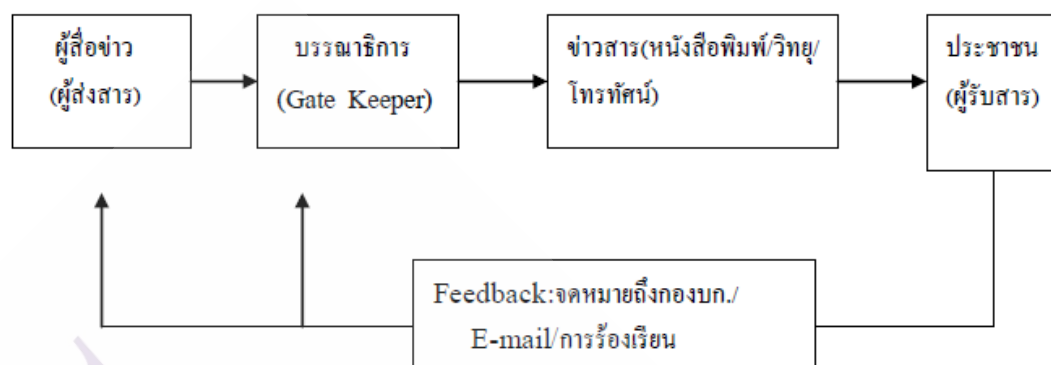 ผู้สื่อข่าว
(ผู้ส่งสาร)
บรรณาธิการ
(Gate Keeper)
ข่าวสาร(หนังสือพิมพ์/วิทยุ/
โทรทัศน์)
ประชาชน
(ผู้รับสาร)
Feedback:จดหมายถึงกองบก./
E-mail/การร้องเรียน